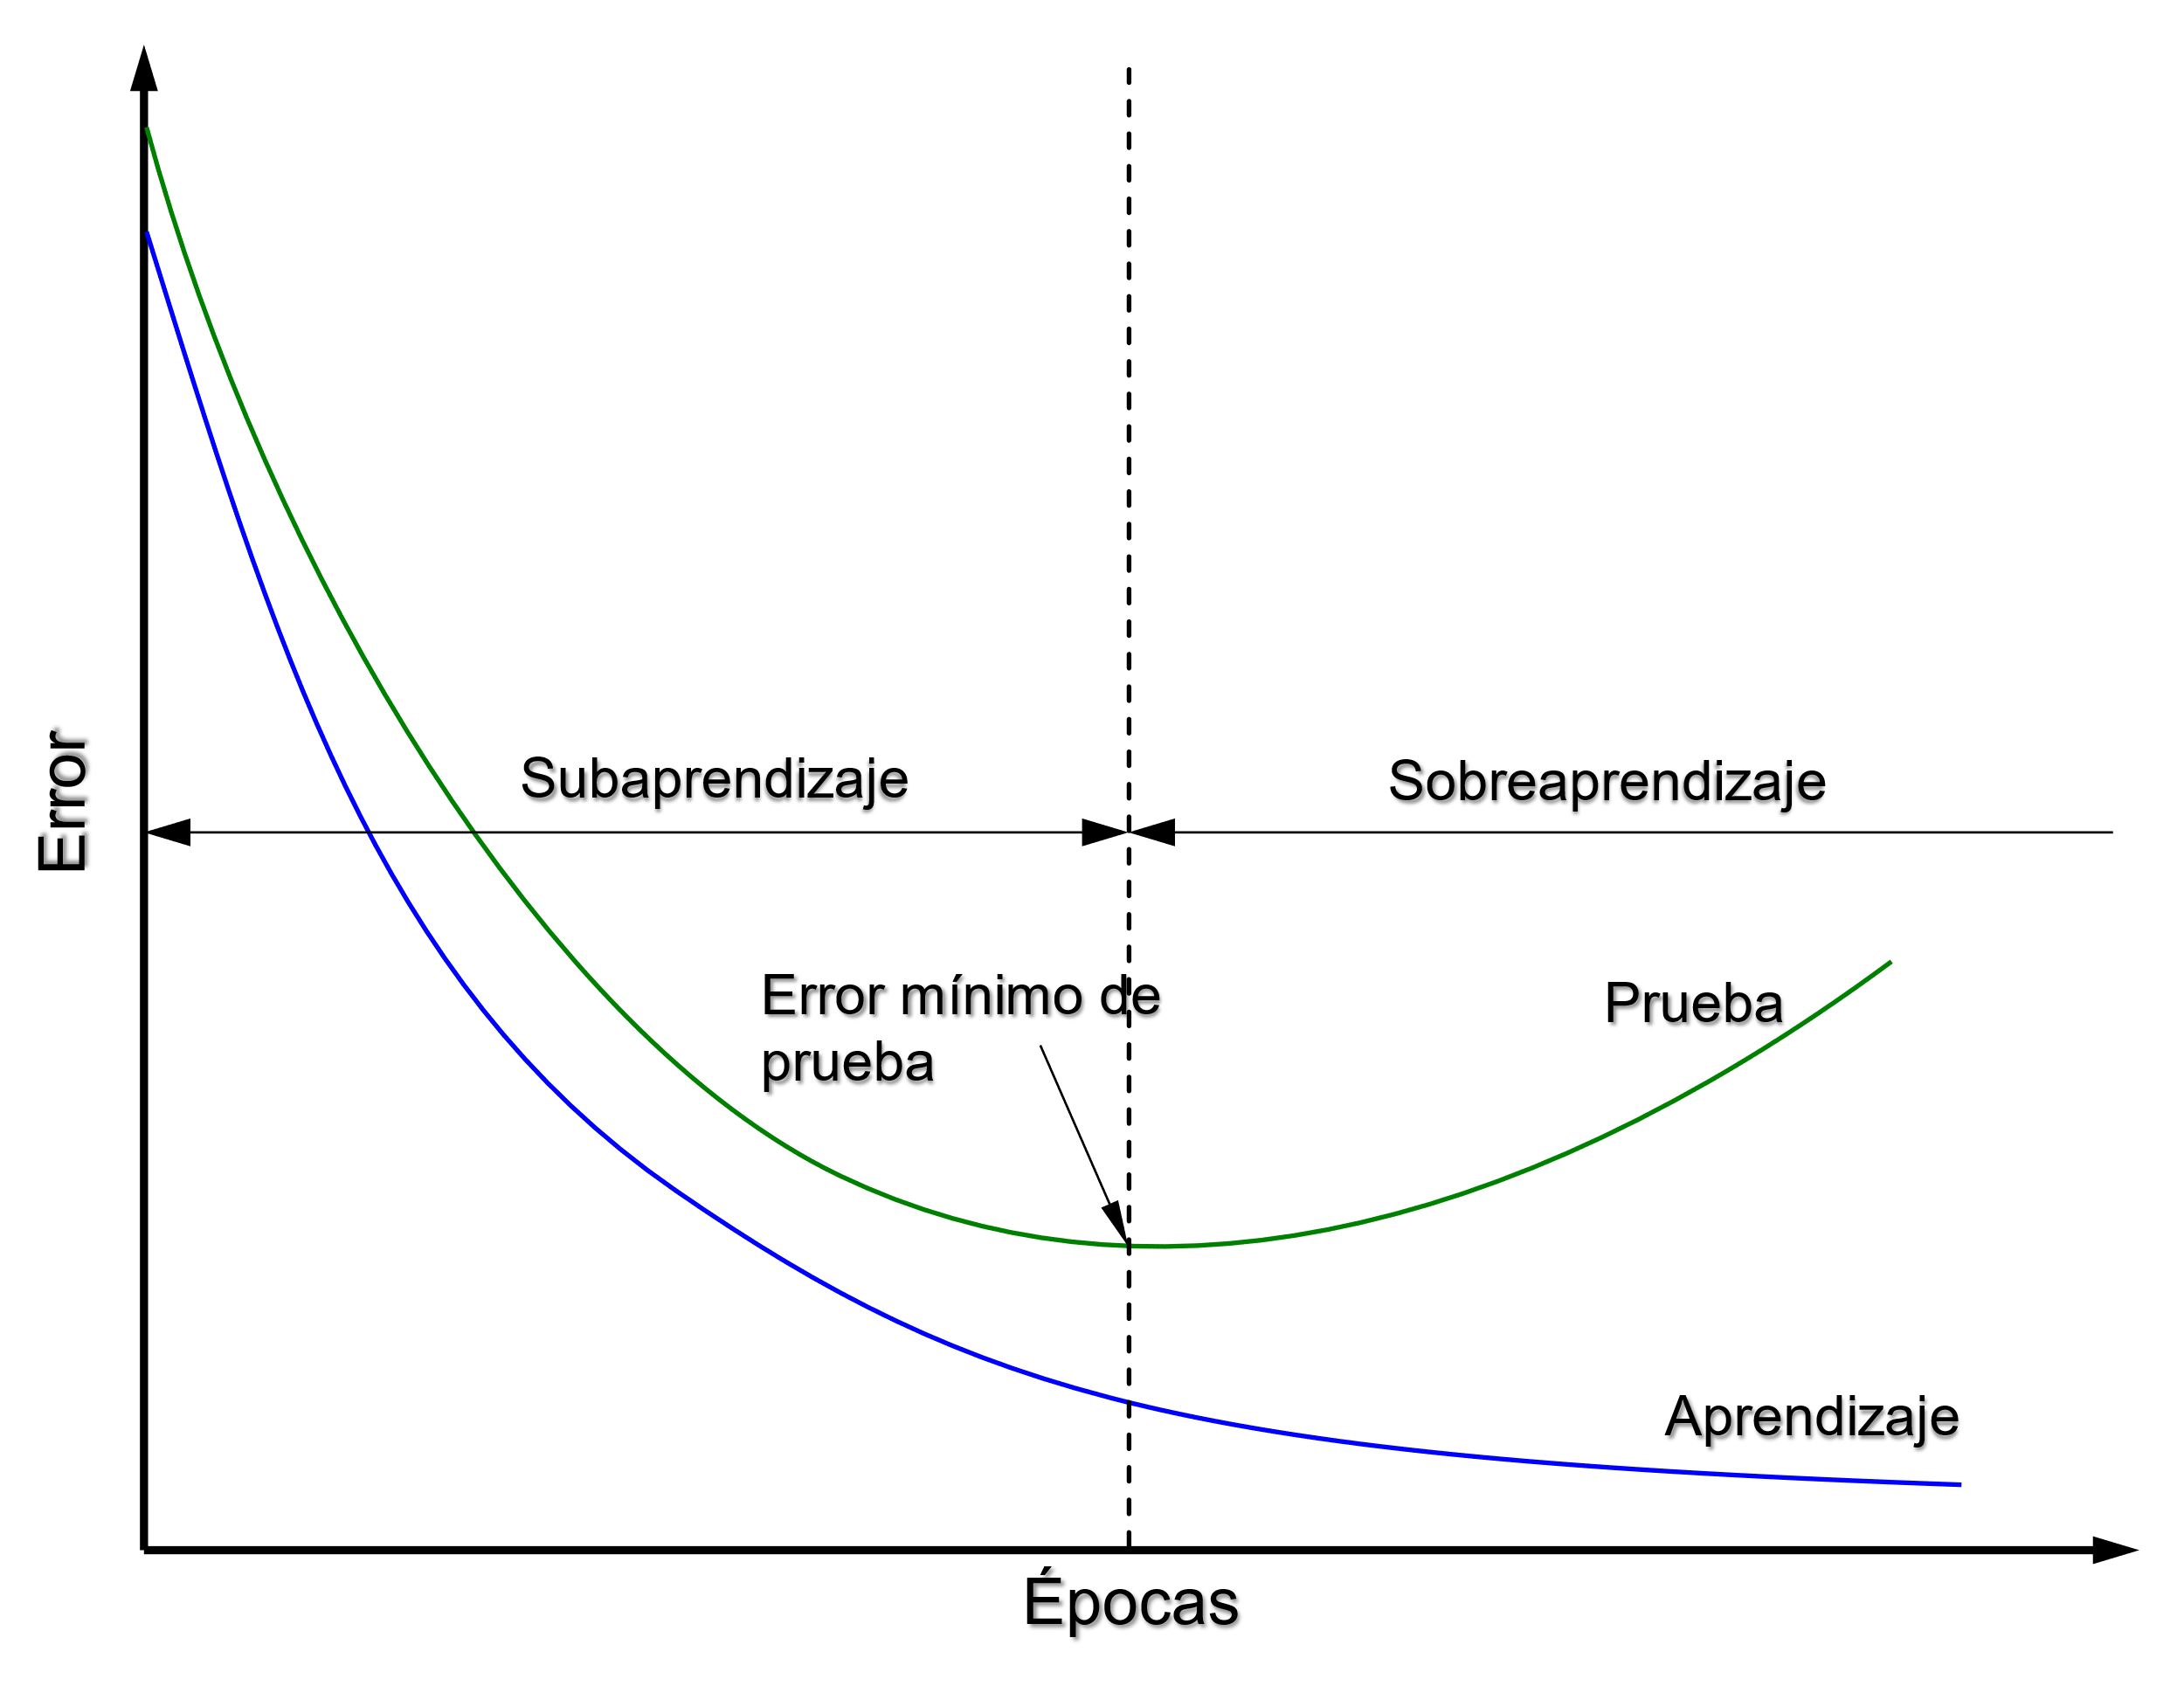 Subaprendizaje
Sobreaprendizaje
Error
Error mínimo de
prueba
Prueba
Aprendizaje
Épocas